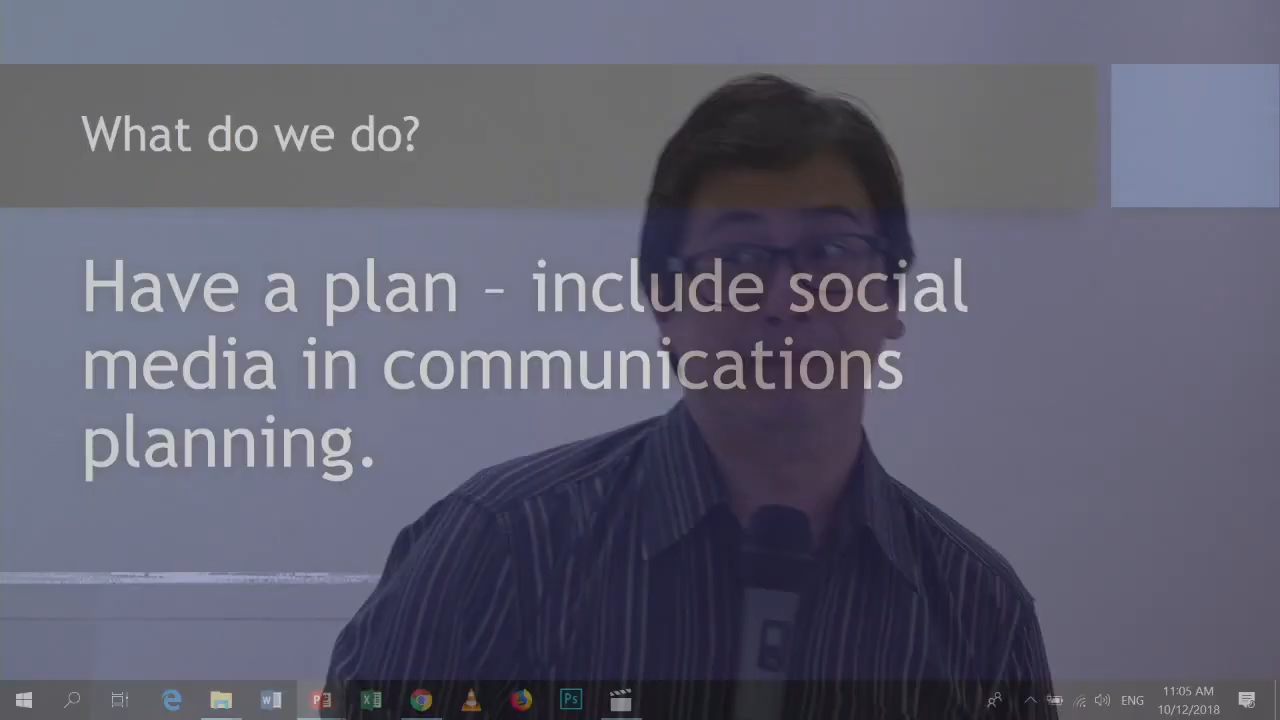 What do we do?
Have a plan – include social
media in communications
planning.
ENG
11:05 AM
10/12/2018